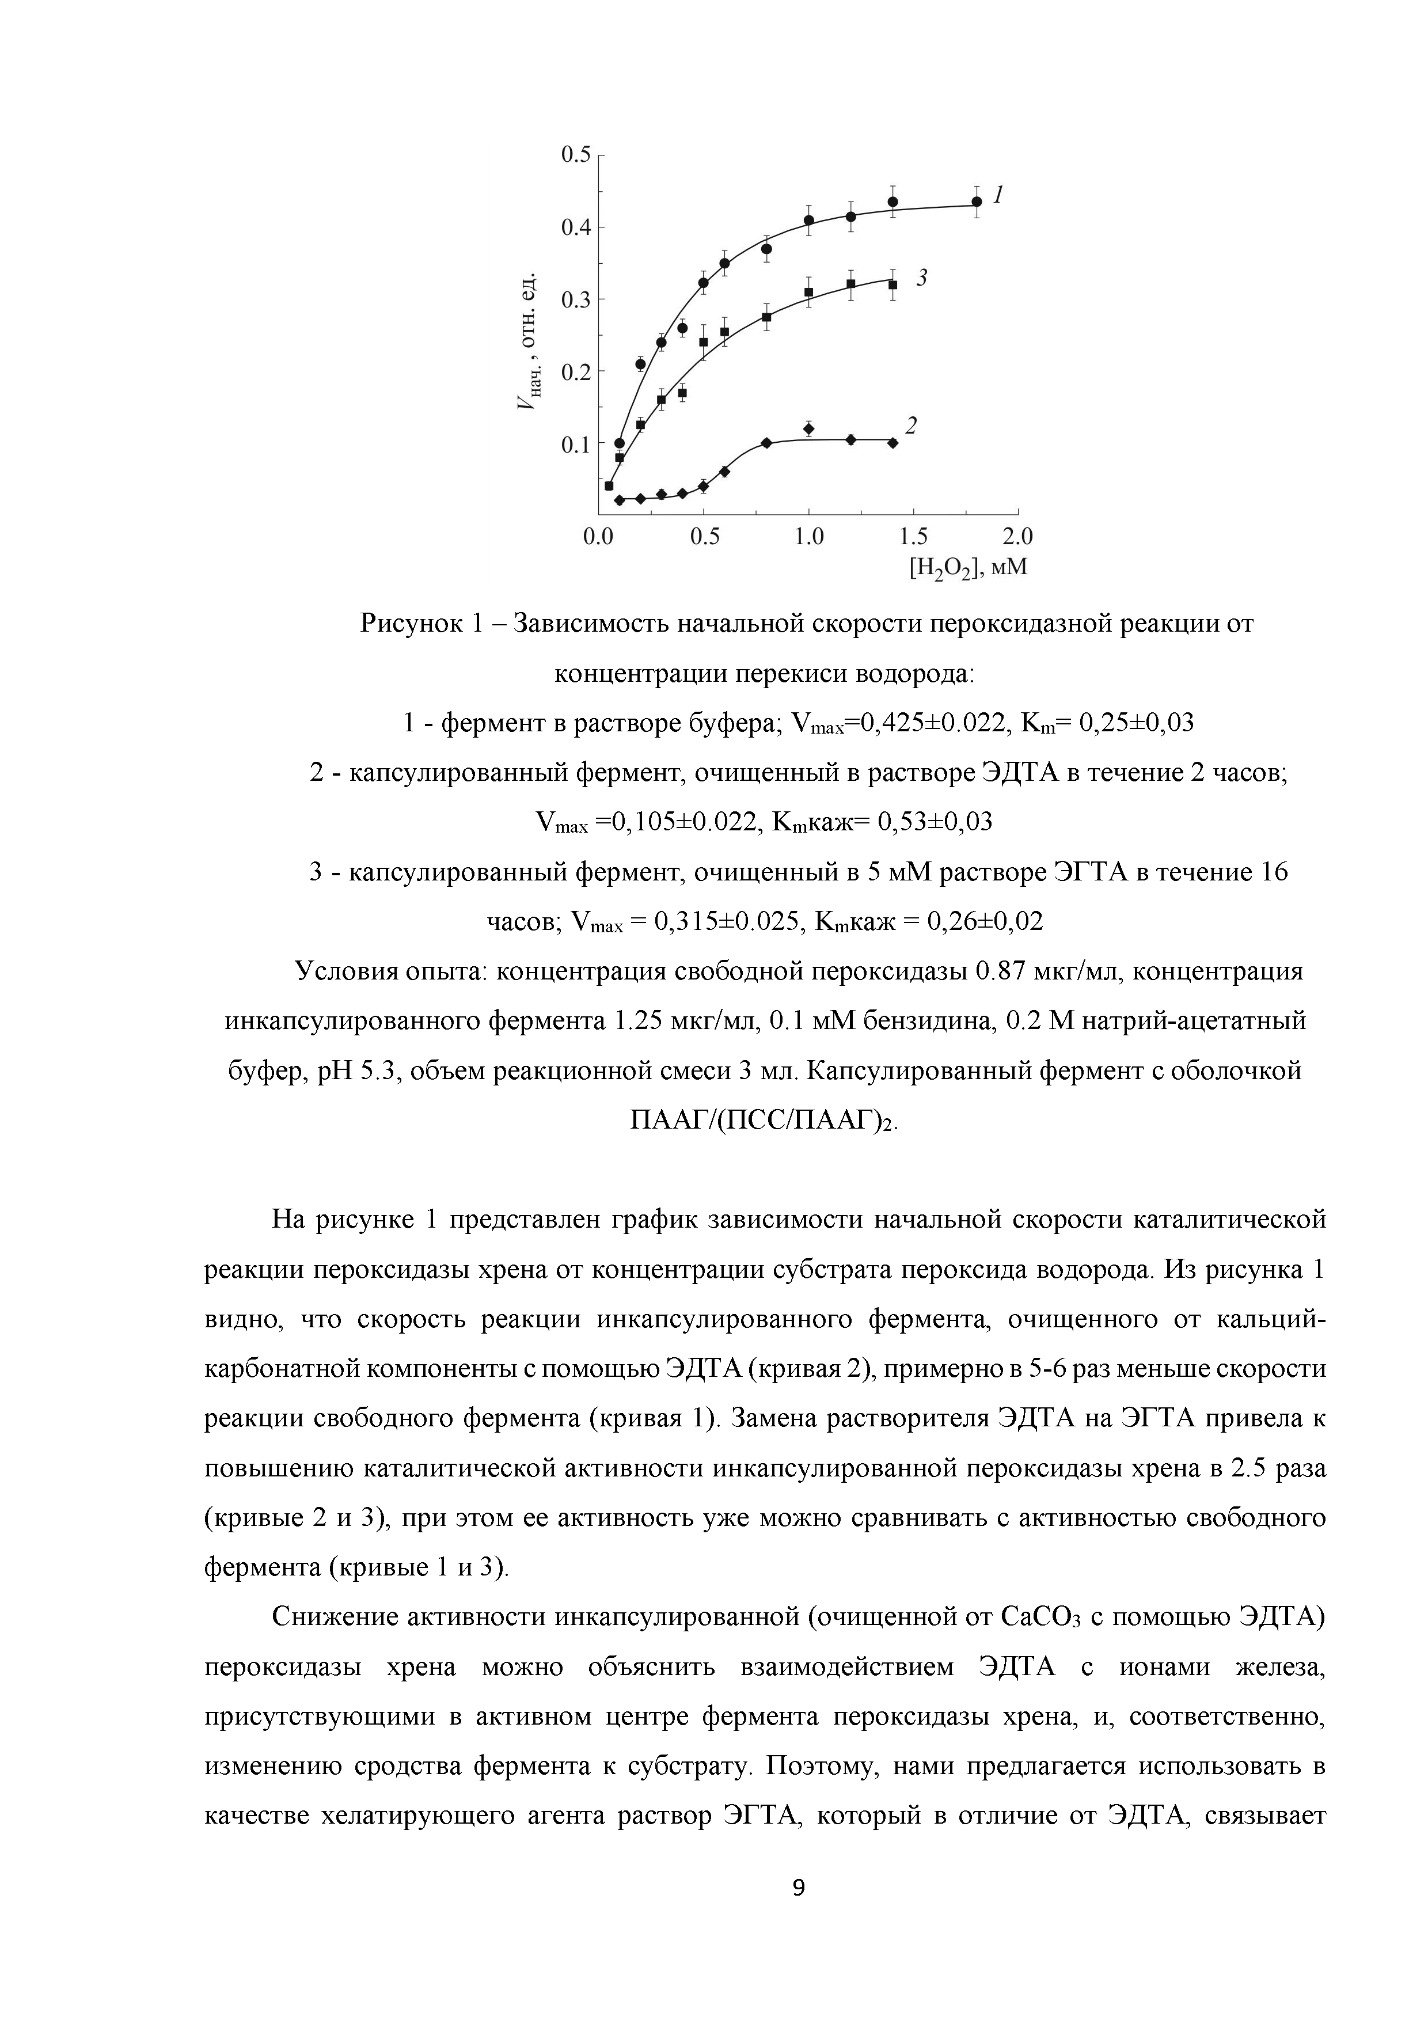 0.5
0.4
0.3
0.2
0.1
Vнач., отн. ед.
1
3
2
0.0 0.5 1.0 1.5 2.0
[H₂O₂], мМ
Рисунок 1 – Зависимость начальной скорости пероксидазной реакции от
концентрации перекиси водорода:
1 - фермент в растворе буфера; Vmax=0,425±0.022, Km= 0,25±0,03
2 - капсулированный фермент, очищенный в растворе ЭДТА в течение 2 часов;
Vmax =0,105±0.022, Kmкаж= 0,53±0,03
3 - капсулированный фермент, очищенный в 5 мМ растворе ЭГТА в течение 16
часов; Vmax = 0,315±0.025, Kmкаж = 0,26±0,02
Условия опыта: концентрация свободной пероксидазы 0.87 мкг/мл, концентрация
инкапсулированного фермента 1.25 мкг/мл, 0.1 мМ бензидина, 0.2 М натрий-ацетатный
буфер, pH 5.3, объем реакционной смеси 3 мл. Капсулированный фермент с оболочкой
ПААГ/(ПСС/ПААГ)₂.
На рисунке 1 представлен график зависимости начальной скорости каталитической
реакции пероксидазы хрена от концентрации субстрата пероксида водорода. Из рисунка 1
видно, что скорость реакции инкапсулированного фермента, очищенного от кальций-
карбонатной компоненты с помощью ЭДТА (кривая 2), примерно в 5-6 раз меньше скорости
реакции свободного фермента (кривая 1). Замена растворителя ЭДТА на ЭГТА привела к
повышению каталитической активности инкапсулированной пероксидазы хрена в 2.5 раза
(кривые 2 и 3), при этом ее активность уже можно сравнивать с активностью свободного
фермента (кривые 1 и 3).
Снижение активности инкапсулированной (очищенной от CaCO₃ с помощью ЭДТА)
пероксидазы хрена можно объяснить взаимодействием ЭДТА с ионами железа,
присутствующими в активном центре фермента пероксидазы хрена, и, соответственно,
изменению сродства фермента к субстрату. Поэтому, нами предлагается использовать в
качестве хелатирующего агента раствор ЭГТА, который в отличие от ЭДТА, связывает
9